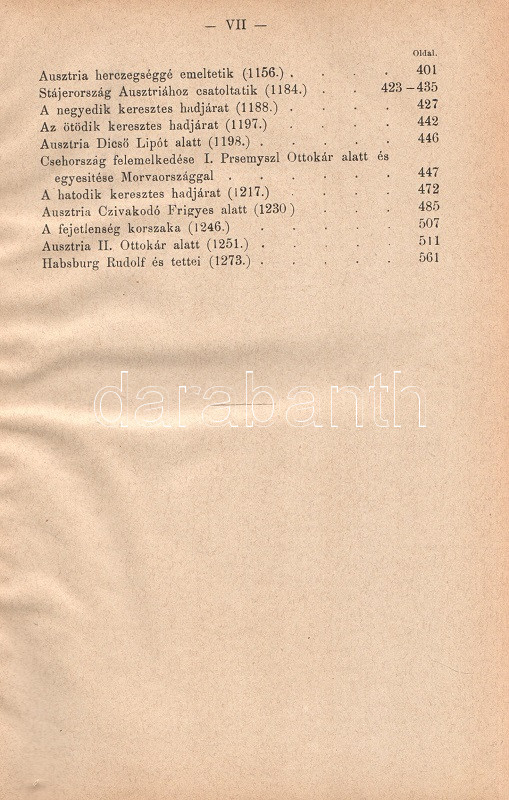 — VII —
Oldal.
Ausztria herczegséggé emeltetik (1156.) . . . . 401
Stájerország Ausztriához csatoltatik (1184.) . . 423–435
A negyedik keresztes hadjárat (1188.) . . . . 427
Az ötödik keresztes hadjárat (1197.) . . . . 442
Ausztria Dicső Lipót alatt (1198.) . . . . . 446
Csehország felemelkedése I. Prsemyszl Ottokár alatt és
egyesitése Morvaországgal . . . . . . 447
A hatodik keresztes hadjárat (1217.) . . . . 472
Ausztria Czivakodó Frigyes alatt (1230) . . . 485
A fejetlenség korszaka (1246.) . . . . . 507
Ausztria II. Ottokár alatt (1251.) . . . . . 511
Habsburg Rudolf és tettei (1273.) . . . . . 561
darabanth